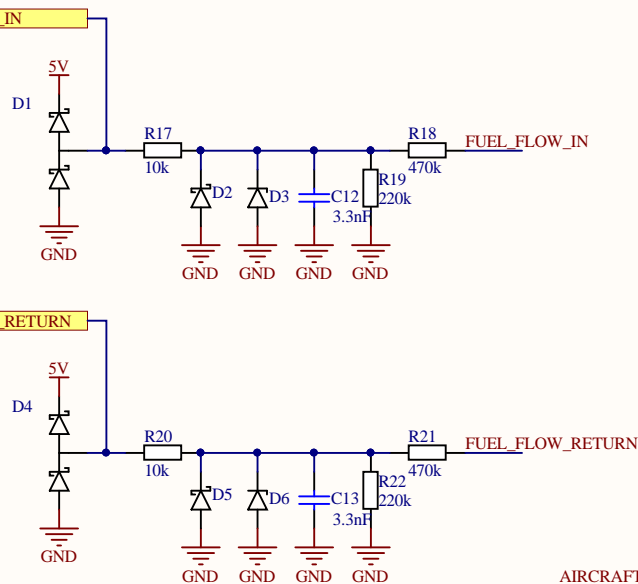 _IN
5V
D1
R17
10k
R18
470k
FUEL_FLOW_IN
D2
D3
C12
3.3nF
R19
220k
GND
GND
GND
GND
GND
_RETURN
5V
D4
R20
10k
R21
470k
FUEL_FLOW_RETURN
D5
D6
C13
3.3nF
R22
220k
GND
GND
GND
GND
GND
AIRCRAFT